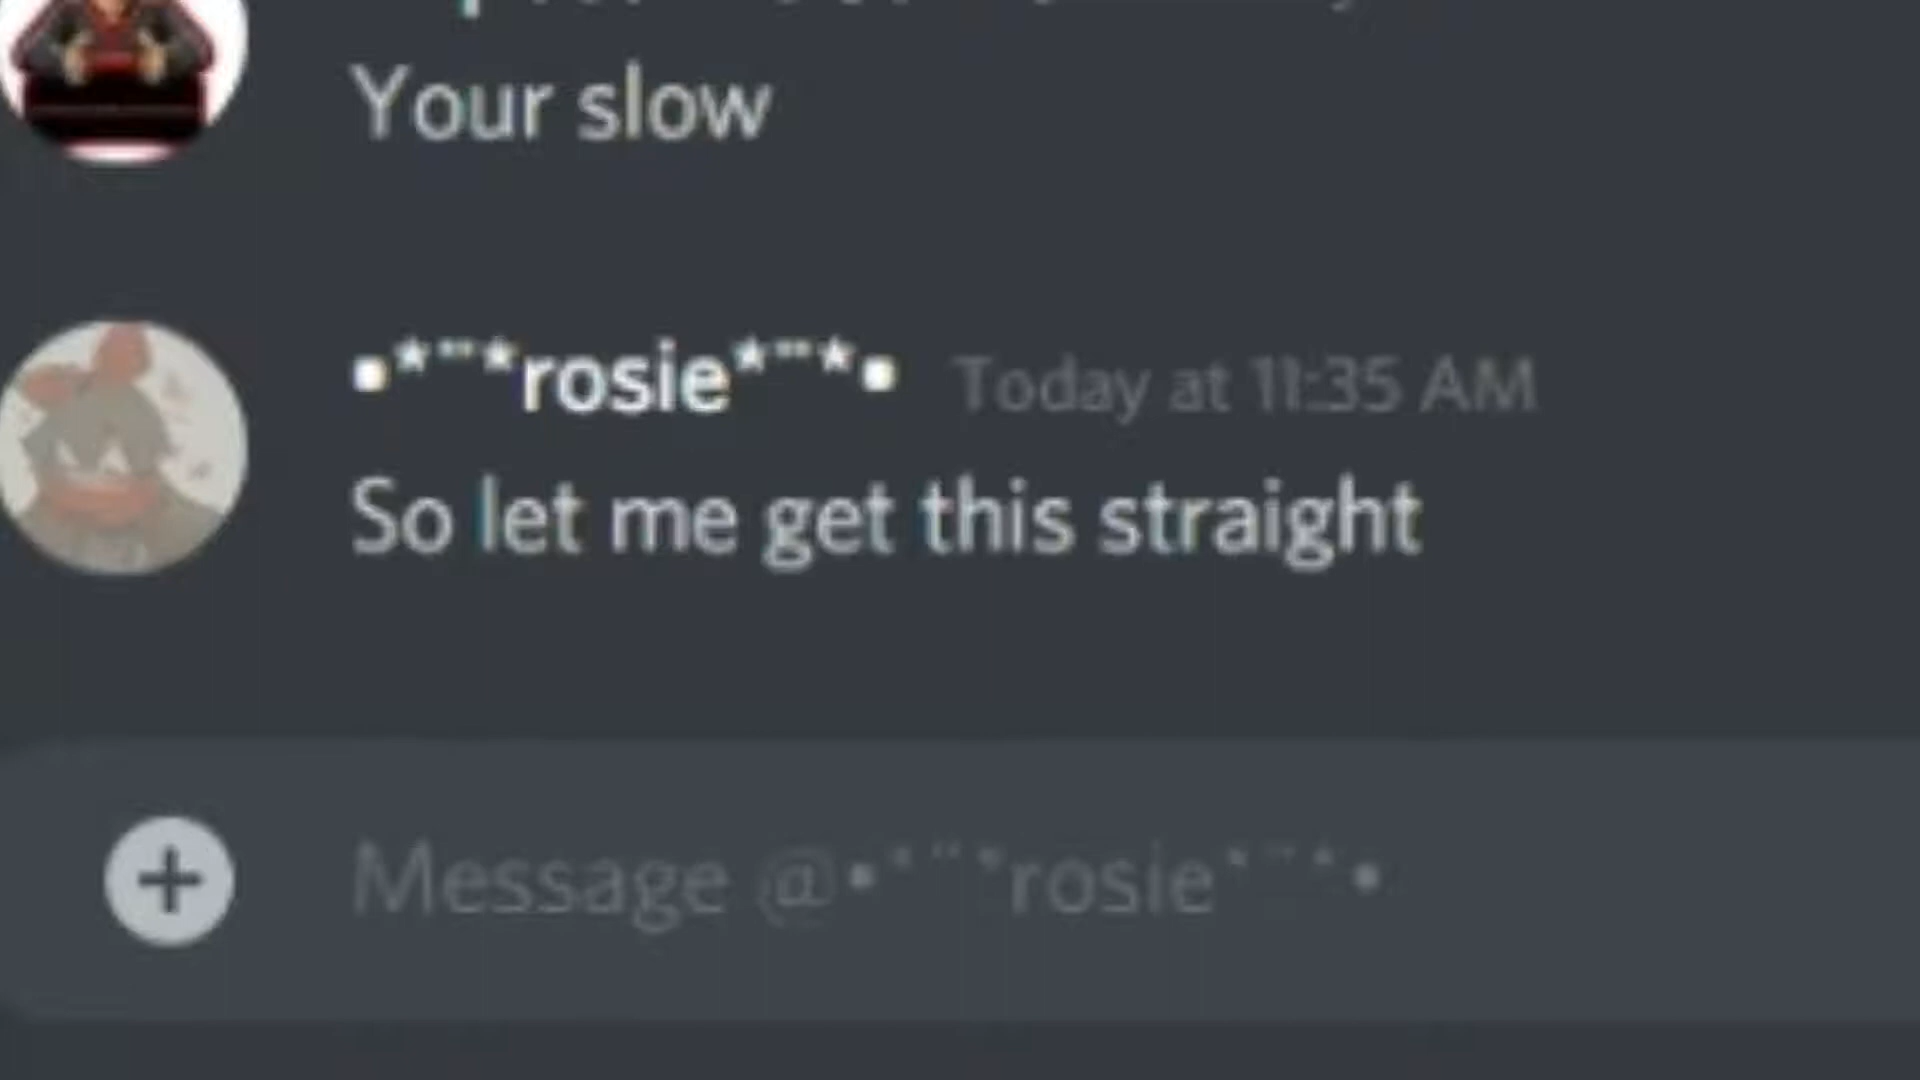 Your slow
•*¨*rosie*¨*• Today at 11:35 AM
So let me get this straight
Message @•*¨*rosie*¨*•